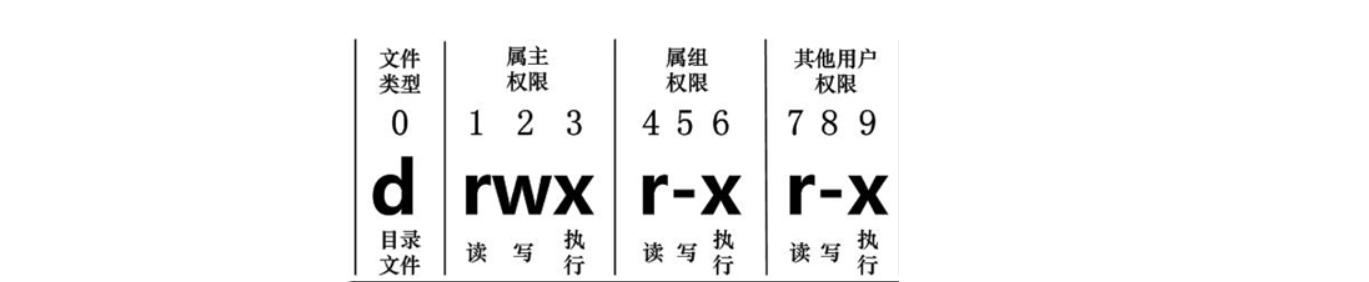 文件 属主 属组 其他用户
类型 权限 权限 权限
0 1 2 3 4 5 6 7 8 9
d rwx r-x r-x
目录 读 写 执 读 写 执 读 写 执
文件 行 行 行